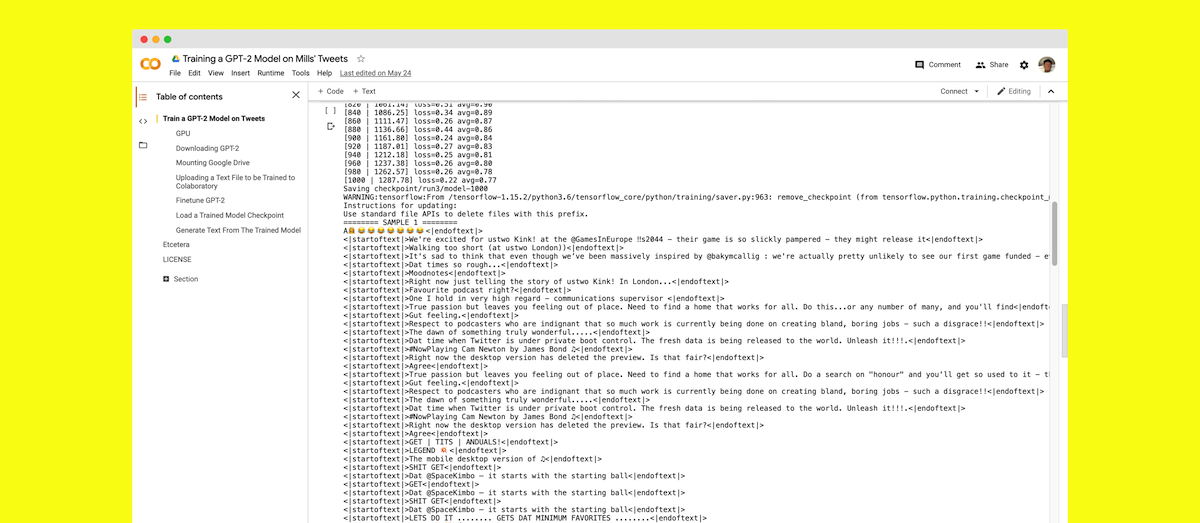 Training a GPT-2 Model on Mills' Tweets
File Edit View Insert Runtime Tools Help Last edited on May 24
Comment Share
Table of contents
+ Code + Text
Connect Editing
Train a GPT-2 Model on Tweets
GPU
Downloading GPT-2
Mounting Google Drive
Uploading a Text File to be Trained to
Colaboratory
Finetune GPT-2
Load a Trained Model Checkpoint
Generate Text From The Trained Model
Etcetera
LICENSE
Section
[ ]
[820 | 1061.14] loss=0.31 avg=0.90
[840 | 1086.25] loss=0.34 avg=0.89
[860 | 1111.47] loss=0.26 avg=0.87
[880 | 1136.66] loss=0.44 avg=0.86
[900 | 1161.80] loss=0.24 avg=0.84
[920 | 1187.01] loss=0.27 avg=0.83
[940 | 1212.18] loss=0.25 avg=0.81
[960 | 1237.38] loss=0.26 avg=0.80
[980 | 1262.57] loss=0.26 avg=0.78
[1000 | 1287.78] loss=0.22 avg=0.77
Saving checkpoint/run3/model-1000
WARNING:tensorflow:From /tensorflow-1.15.2/python3.6/tensorflow_core/python/training/saver.py:963: remove_checkpoint (from tensorflow.python.training.checkpoint_
Instructions for updating:
Use standard file APIs to delete files with this prefix.
======== SAMPLE 1 ========
A🤗😂😂😂😂😂😂😂<|endoftext|>
<|startoftext|>We're excited for ustwo Kink! at the @GamesInEurope ‼s2044 – their game is so slickly pampered – they might release it<|endoftext|>
<|startoftext|>Walking too short (at ustwo London))<|endoftext|>
<|startoftext|>It's sad to think that even though we've been massively inspired by @bakymcallig : we're actually pretty unlikely to see our first game funded – e
<|startoftext|>Dat times so rough...<|endoftext|>
<|startoftext|>Moodnotes<|endoftext|>
<|startoftext|>Right now just telling the story of ustwo Kink! In London...<|endoftext|>
<|startoftext|>Favourite podcast right?<|endoftext|>
<|startoftext|>One I hold in very high regard – communications supervisor <|endoftext|>
<|startoftext|>True passion but leaves you feeling out of place. Need to find a home that works for all. Do this...or any number of many, and you'll find<|endoft
<|startoftext|>Gut feeling.<|endoftext|>
<|startoftext|>Respect to podcasters who are indignant that so much work is currently being done on creating bland, boring jobs – such a disgrace!!<|endoftext|>
<|startoftext|>The dawn of something truly wonderful.....<|endoftext|>
<|startoftext|>Dat time when Twitter is under private boot control. The fresh data is being released to the world. Unleash it!!!.<|endoftext|>
<|startoftext|>#NowPlaying Cam Newton by James Bond ♫<|endoftext|>
<|startoftext|>Right now the desktop version has deleted the preview. Is that fair?<|endoftext|>
<|startoftext|>Agree<|endoftext|>
<|startoftext|>True passion but leaves you feeling out of place. Need to find a home that works for all. Do a search on "honour" and you'll get so used to it – t
<|startoftext|>Gut feeling.<|endoftext|>
<|startoftext|>Respect to podcasters who are indignant that so much work is currently being done on creating bland, boring jobs – such a disgrace!!<|endoftext|>
<|startoftext|>The dawn of something truly wonderful.....<|endoftext|>
<|startoftext|>Dat time when Twitter is under private boot control. The fresh data is being released to the world. Unleash it!!!.<|endoftext|>
<|startoftext|>#NowPlaying Cam Newton by James Bond ♫<|endoftext|>
<|startoftext|>Right now the desktop version has deleted the preview. Is that fair?<|endoftext|>
<|startoftext|>Agree<|endoftext|>
<|startoftext|>GET | TITS | ANDUALS!<|endoftext|>
<|startoftext|>LEGEND 💥<|endoftext|>
<|startoftext|>The mobile desktop version of ♫<|endoftext|>
<|startoftext|>SHIT GET<|endoftext|>
<|startoftext|>Dat @SpaceKimbo – it starts with the starting ball<|endoftext|>
<|startoftext|>GET<|endoftext|>
<|startoftext|>Dat @SpaceKimbo – it starts with the starting ball<|endoftext|>
<|startoftext|>SHIT GET<|endoftext|>
<|startoftext|>Dat @SpaceKimbo – it starts with the starting ball<|endoftext|>
<|startoftext|>LETS DO IT ........ GETS DAT MINIMUM FAVORITES ........<|endoftext|>